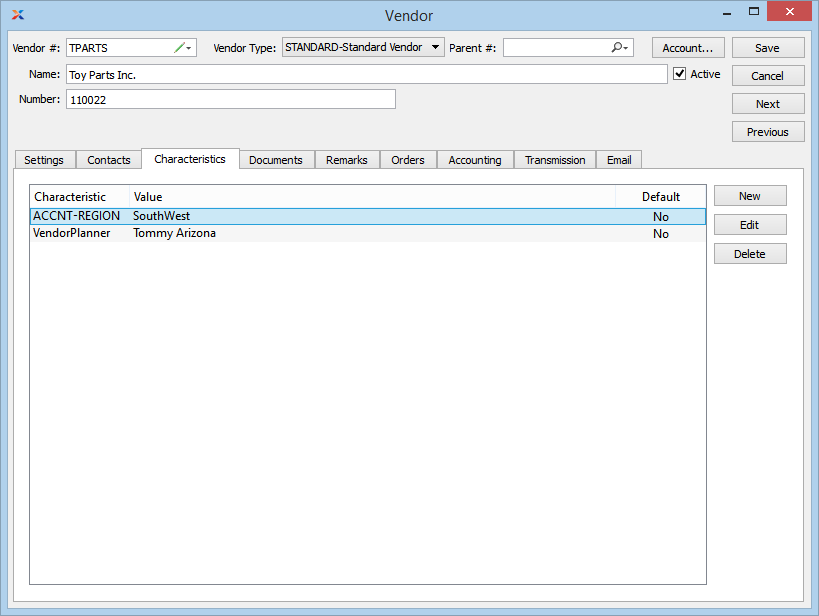 Vendor
Vendor #: TPARTS Vendor Type: STANDARD-Standard Vendor Parent #: Account... Save
Name: Toy Parts Inc. Active Cancel
Number: 110022 Next
Previous
Settings Contacts Characteristics Documents Remarks Orders Accounting Transmission Email
Characteristic Value Default New
ACCNT-REGION SouthWest No
VendorPlanner Tommy Arizona No
Edit
Delete